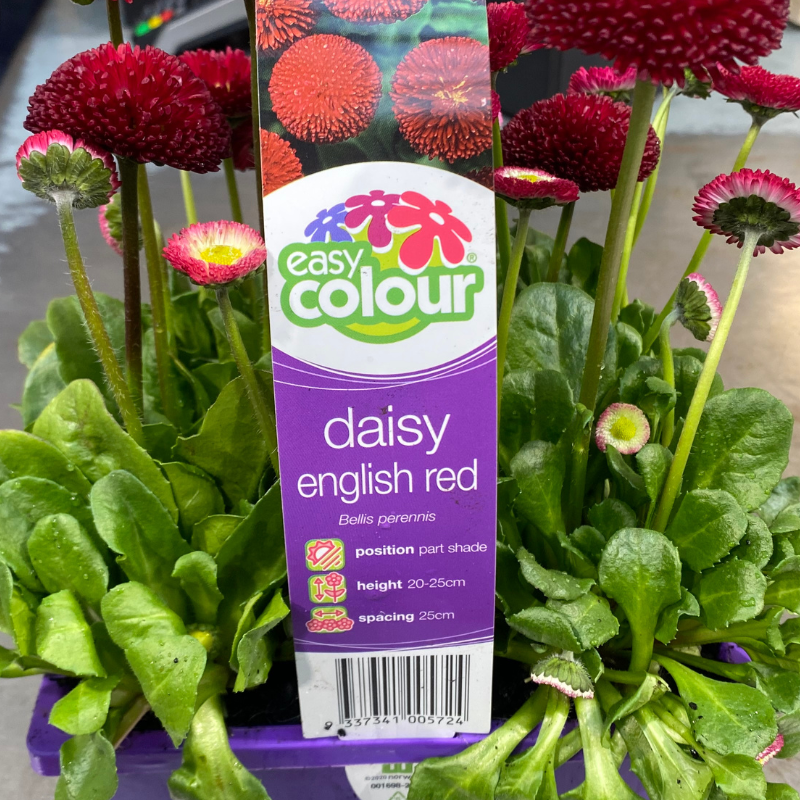 easy
colour®
daisy
english red
Bellis perennis
position part shade
height 20-25cm
spacing 25cm
9 337341 005724